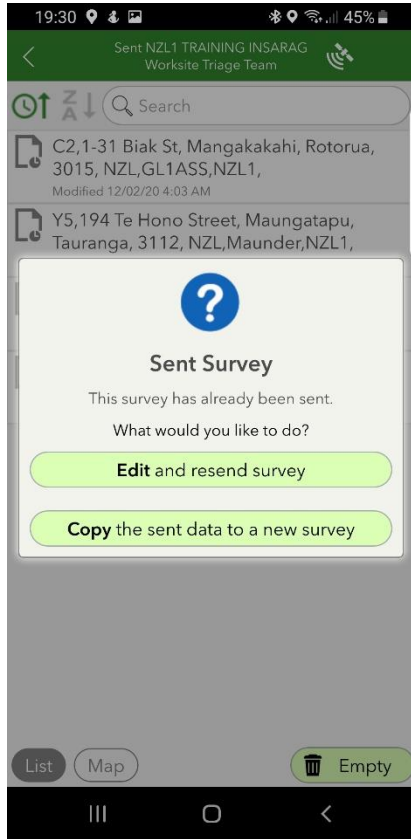 19:30 45%
Sent NZL1 TRAINING INSARAG
Worksite Triage Team
Z
A
Search
C2,1-31 Biak St, Mangakakahi, Rotorua,
3015, NZL,GL1ASS,NZL1,
Modified 12/02/20 4:03 AM
Y5,194 Te Hono Street, Maungatapu,
Tauranga, 3112, NZL,Maunder,NZL1,
?
Sent Survey
This survey has already been sent.
What would you like to do?
Edit and resend survey
Copy the sent data to a new survey
List Map Empty